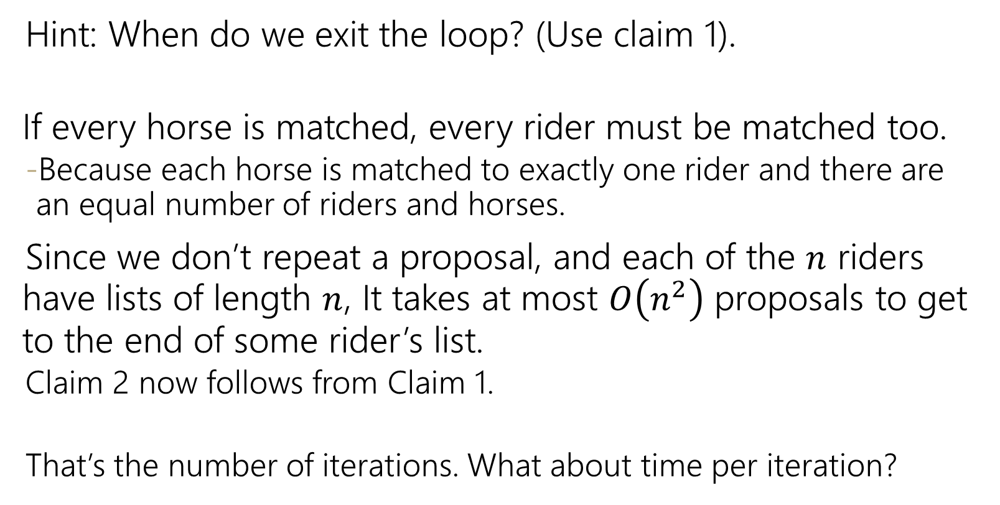 Hint: When do we exit the loop? (Use claim 1).
If every horse is matched, every rider must be matched too.
-Because each horse is matched to exactly one rider and there are
an equal number of riders and horses.
Since we don’t repeat a proposal, and each of the n riders
have lists of length n, It takes at most O(n²) proposals to get
to the end of some rider’s list.
Claim 2 now follows from Claim 1.
That’s the number of iterations. What about time per iteration?